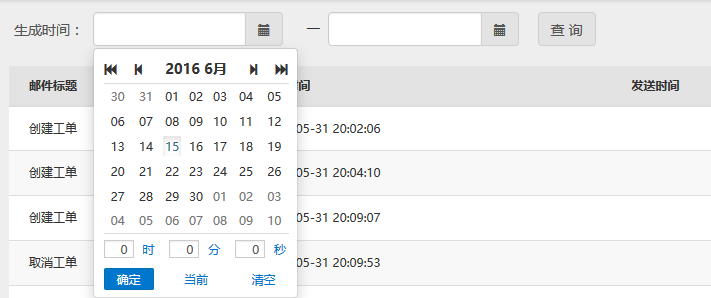 生成时间： — 查 询
2016 6月
邮件标题 时间 发送时间
30 31 01 02 03 04 05
06 07 08 09 10 11 12
创建工单 05-31 20:02:06
13 14 15 16 17 18 19
20 21 22 23 24 25 26
创建工单 05-31 20:04:10
27 28 29 30 01 02 03
04 05 06 07 08 09 10
创建工单 05-31 20:09:07
0 时 0 分 0 秒
取消工单 05-31 20:09:53
确定 当前 清空